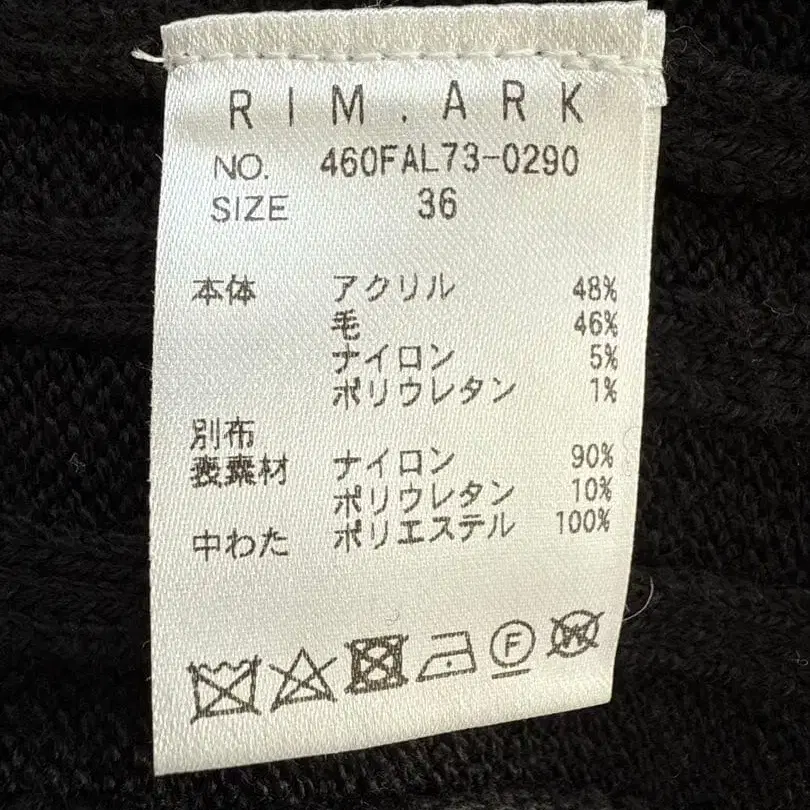 RIM.ARK
NO. 460FAL73-0290
SIZE 36
本体 アクリル 48%
毛 46%
ナイロン 5%
ポリウレタン 1%
別布
表素材 ナイロン 90%
ポリウレタン 10%
中わた ポリエステル 100%
F W